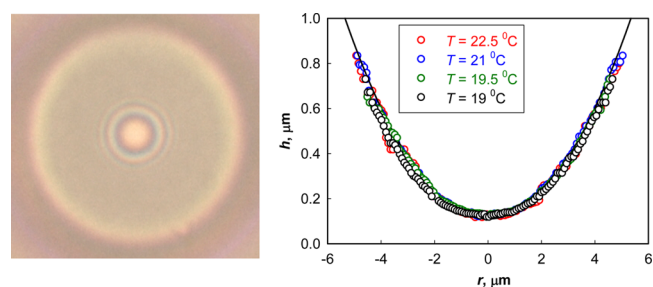 1.0
0.8
0.6
0.4
0.2
0.0
h, μm
T = 22.5 ⁰C
T = 21 ⁰C
T = 19.5 ⁰C
T = 19 ⁰C
-6 -4 -2 0 2 4 6
r, μm